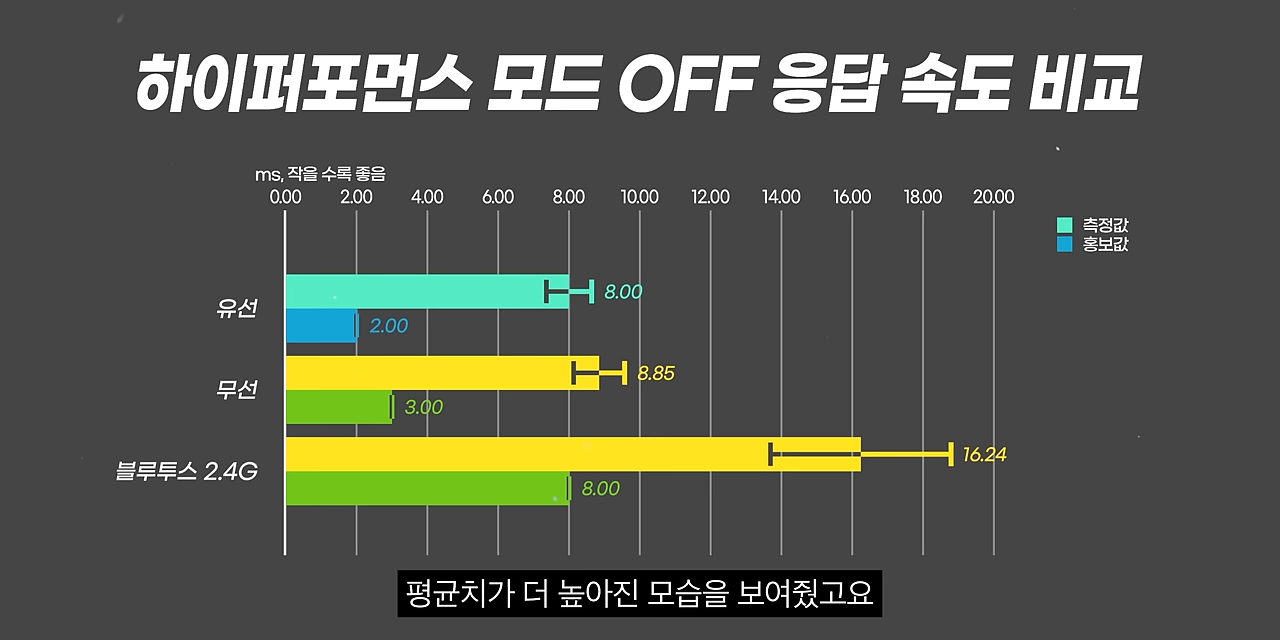 하이퍼포먼스 모드 OFF 응답 속도 비교
ms, 작을 수록 좋음
0.00 2.00 4.00 6.00 8.00 10.00 12.00 14.00 16.00 18.00 20.00
측정값
홍보값
유선
8.00
2.00
무선
8.85
3.00
블루투스 2.4G
16.24
8.00
평균치가 더 높아진 모습을 보여줬고요